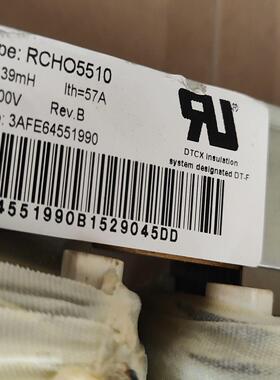 pe: RCHO5510
39mH Ith=57A
00V Rev.B
: 3AFE64551990
DTCX Insulation
system designated DT-F
4551990B1529045DD